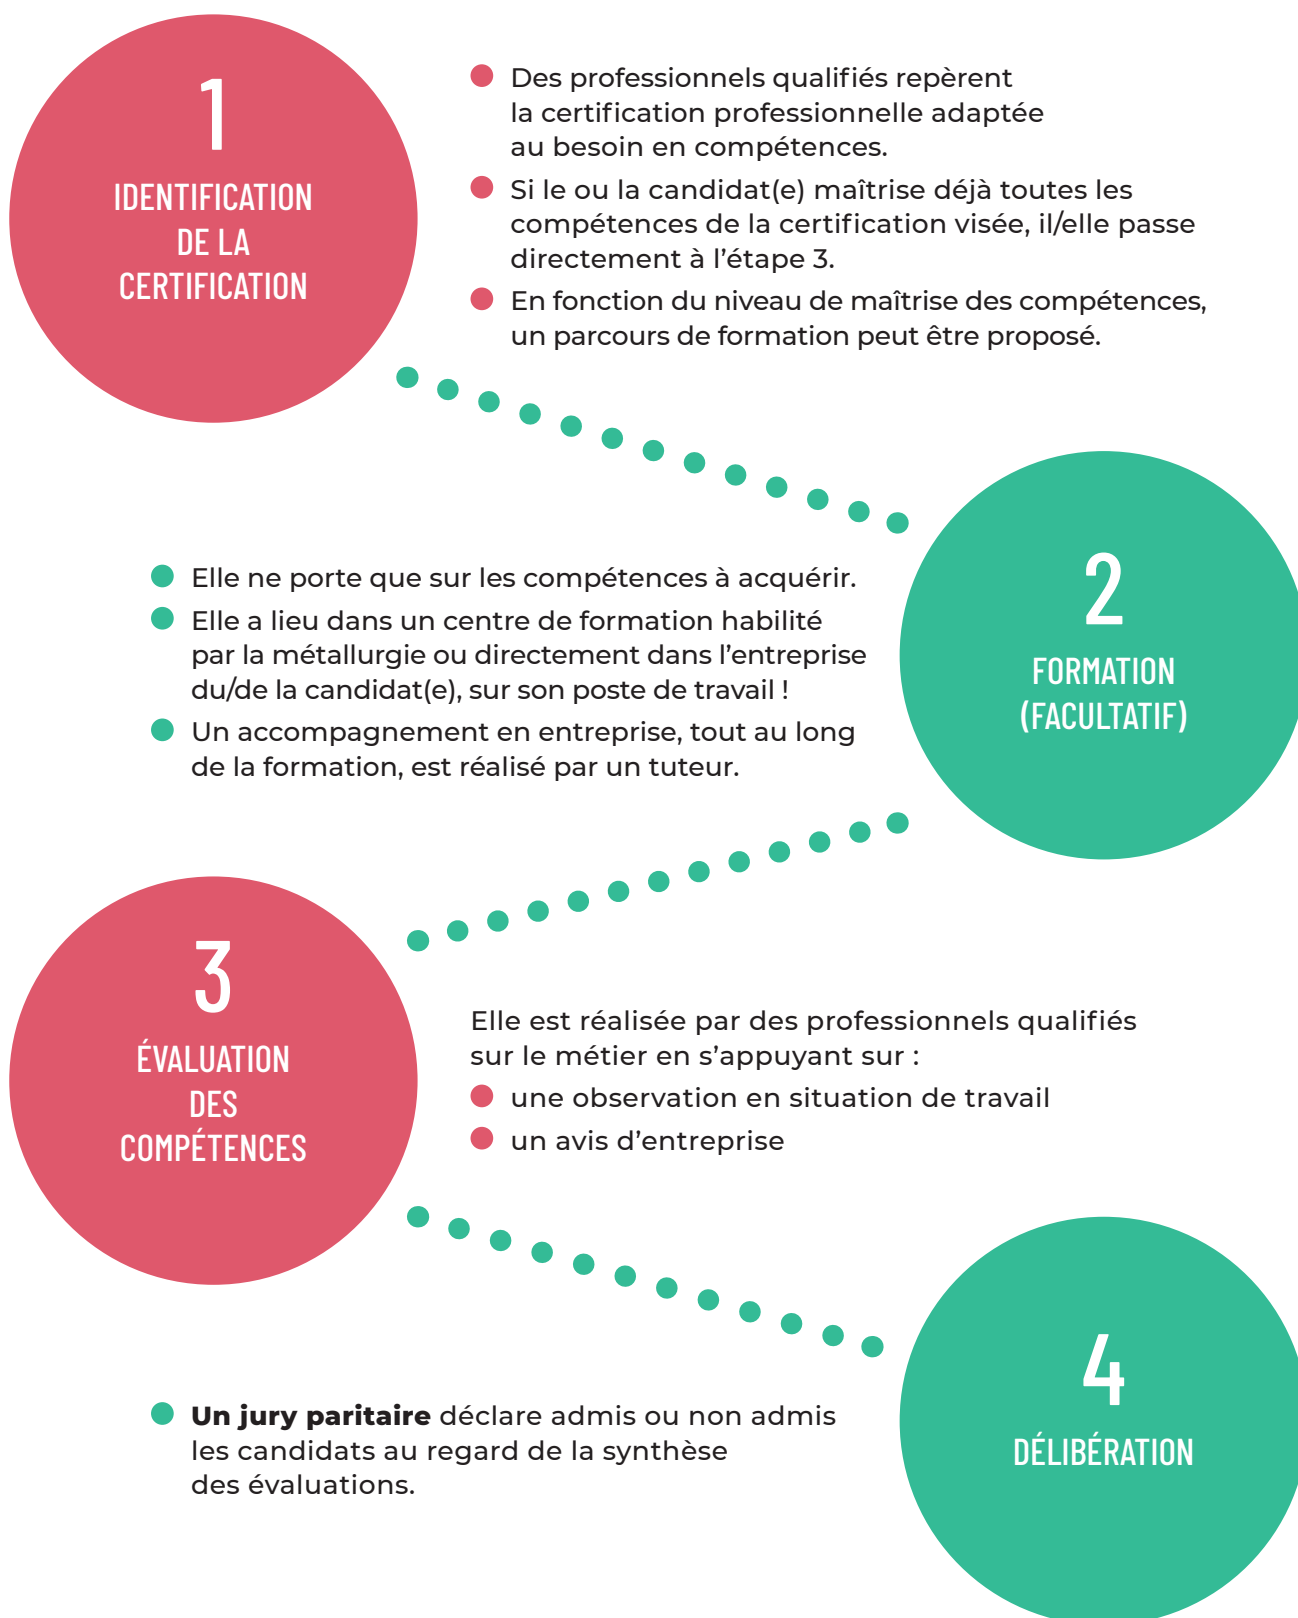 1
IDENTIFICATION
DE LA
CERTIFICATION
Des professionnels qualifiés repèrent
la certification professionnelle adaptée
au besoin en compétences.
Si le ou la candidat(e) maîtrise déjà toutes les
compétences de la certification visée, il/elle passe
directement à l’étape 3.
En fonction du niveau de maîtrise des compétences,
un parcours de formation peut être proposé.
2
FORMATION
(FACULTATIF)
Elle ne porte que sur les compétences à acquérir.
Elle a lieu dans un centre de formation habilité
par la métallurgie ou directement dans l’entreprise
du/de la candidat(e), sur son poste de travail !
Un accompagnement en entreprise, tout au long
de la formation, est réalisé par un tuteur.
3
ÉVALUATION
DES
COMPÉTENCES
Elle est réalisée par des professionnels qualifiés
sur le métier en s’appuyant sur :
une observation en situation de travail
un avis d’entreprise
4
DÉLIBÉRATION
Un jury paritaire déclare admis ou non admis
les candidats au regard de la synthèse
des évaluations.